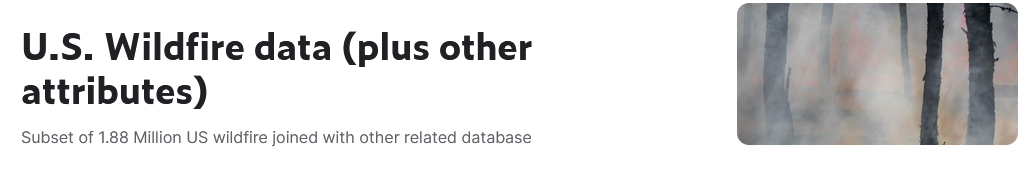 U.S. Wildfire data (plus other
attributes)
Subset of 1.88 Million US wildfire joined with other related database